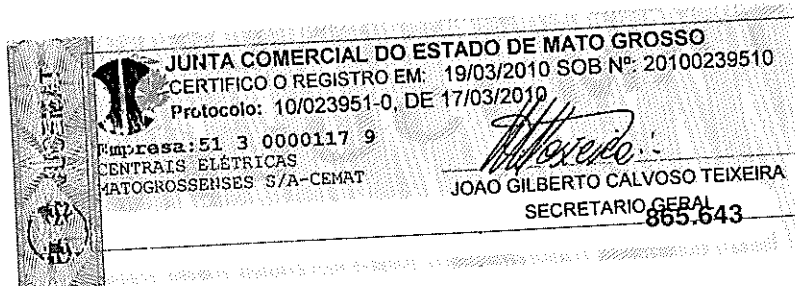 JUNTA COMERCIAL DO ESTADO DE MATO GROSSO
CERTIFICO O REGISTRO EM: 19/03/2010 SOB Nº: 20100239510
Protocolo: 10/023951-0, DE 17/03/2010
Empresa:51 3 0000117 9
CENTRAIS ELÉTRICAS
MATOGROSSENSES S/A-CEMAT
JOAO GILBERTO CALVOSO TEIXEIRA
SECRETARIO GERAL
865.643